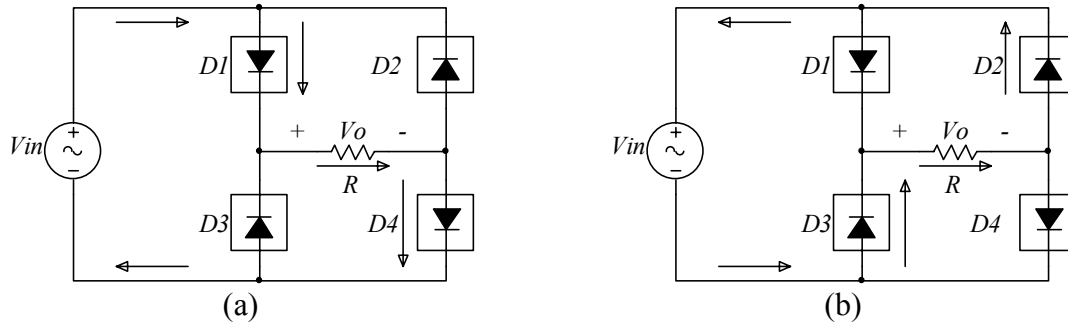 D1
D2
+
Vin
+
Vo
-
−
R
D3
D4
(a)
D1
D2
+
Vin
+
Vo
-
−
R
D3
D4
(b)